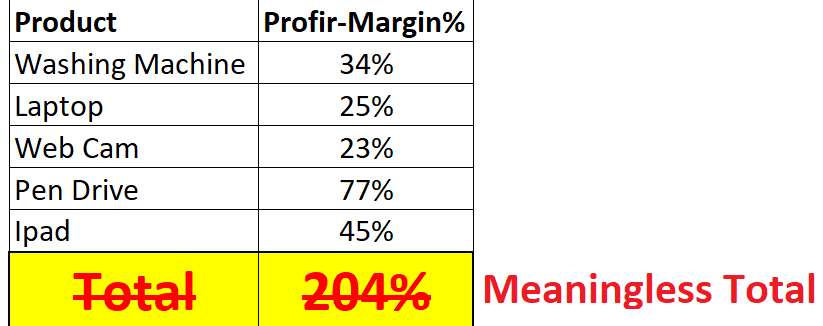 Product Profir-Margin%
Washing Machine 34%
Laptop 25%
Web Cam 23%
Pen Drive 77%
Ipad 45%
Total 204% Meaningless Total